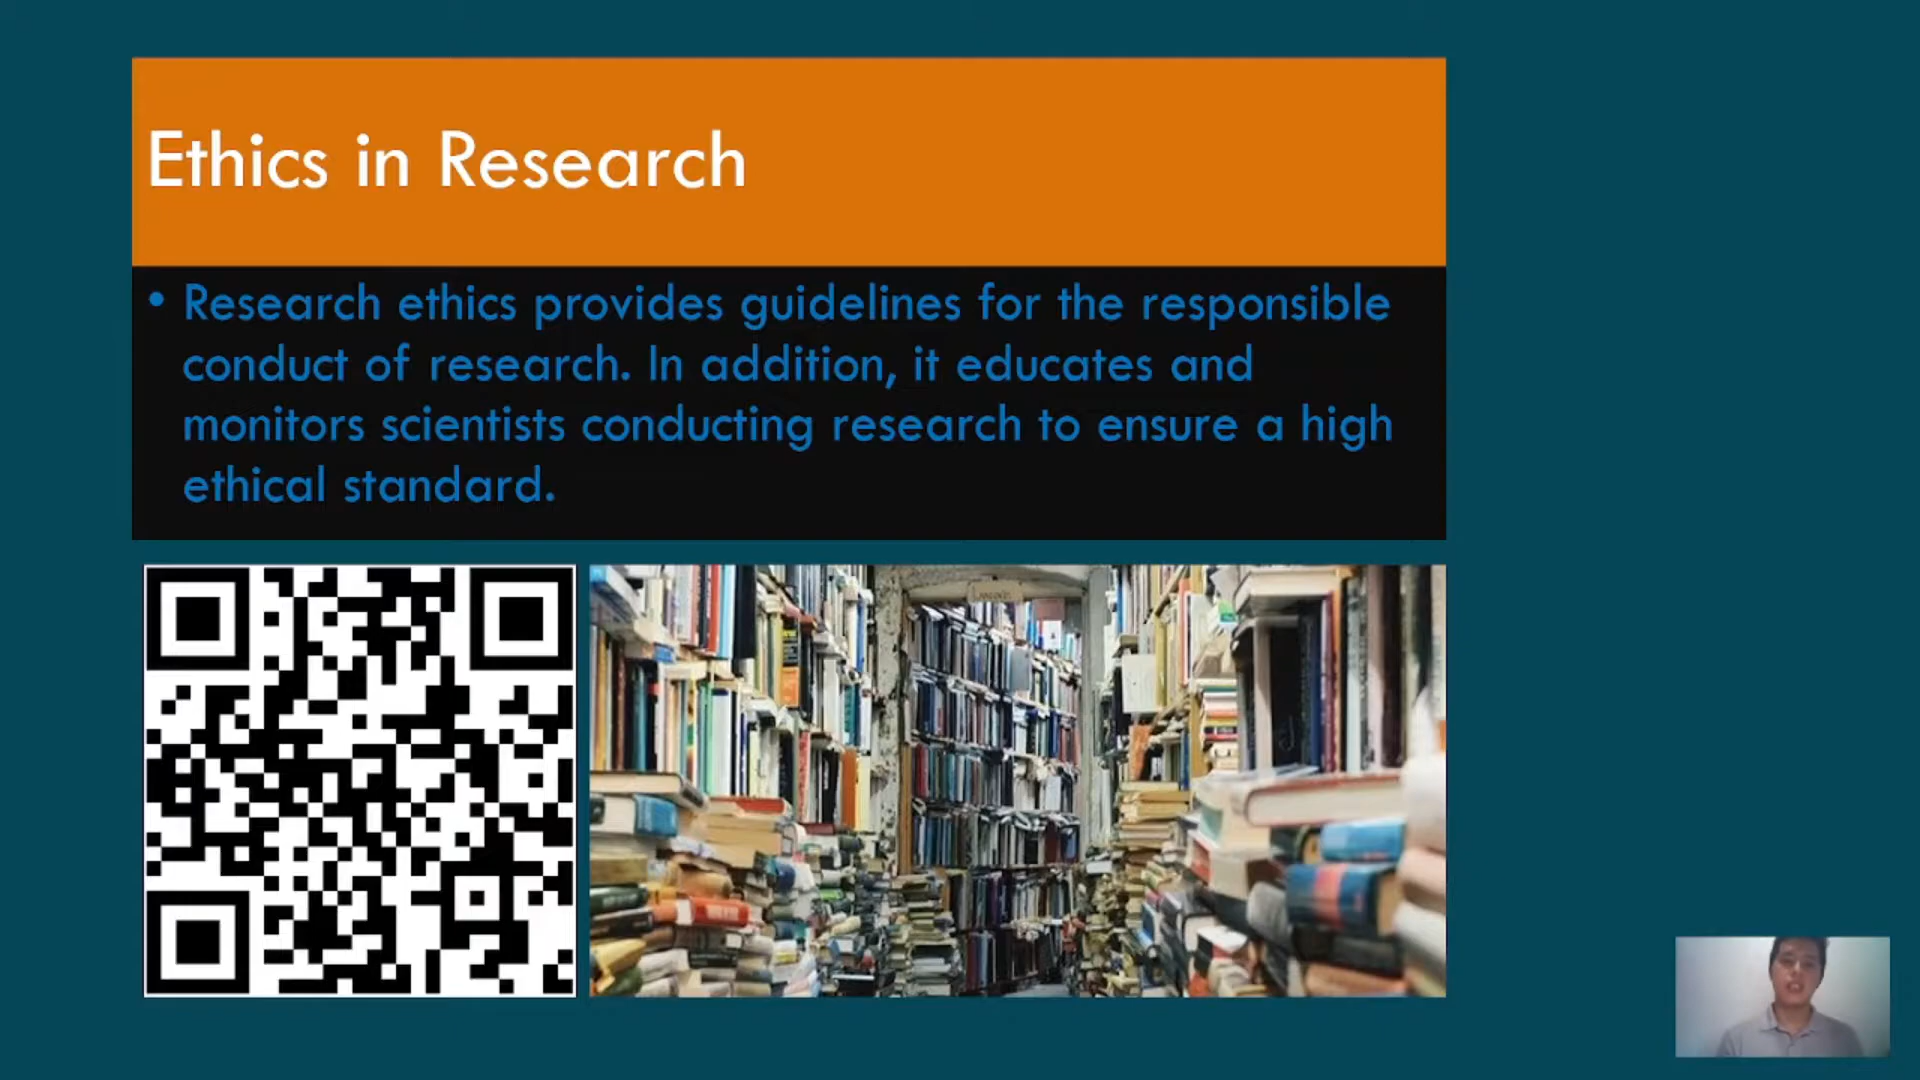 Ethics in Research
• Research ethics provides guidelines for the responsible
conduct of research. In addition, it educates and
monitors scientists conducting research to ensure a high
ethical standard.